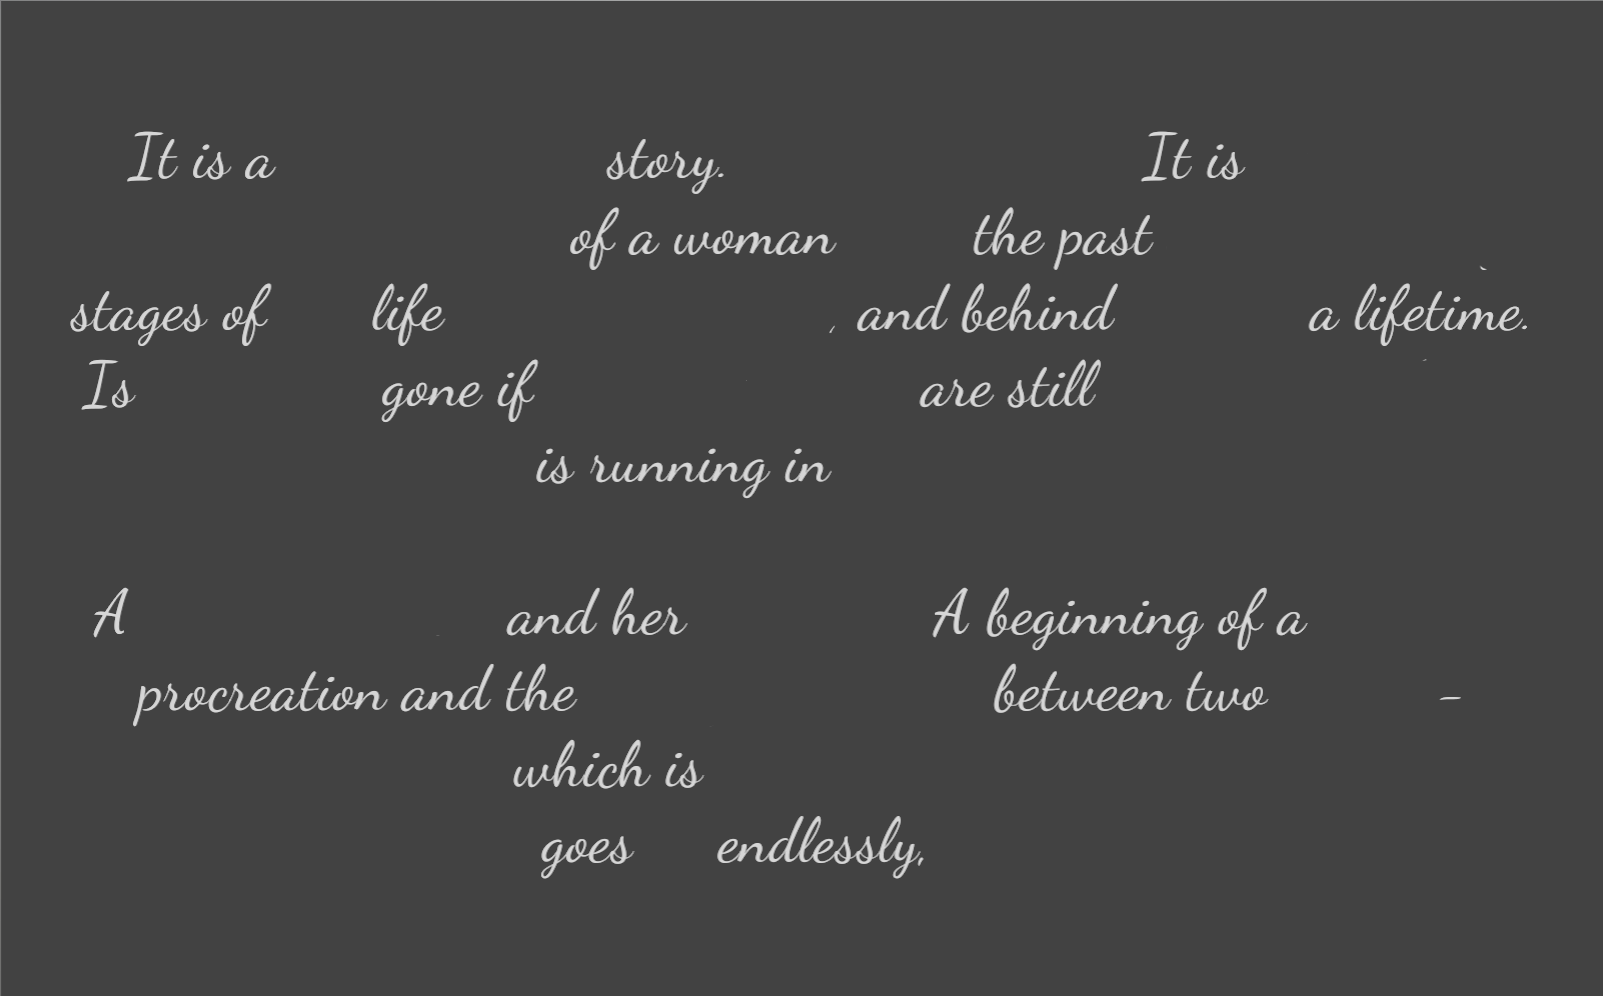 It is a story. It is
of a woman the past
stages of life , and behind a lifetime.
Is gone if are still
is running in
A and her A beginning of a
procreation and the between two -
which is
goes endlessly,